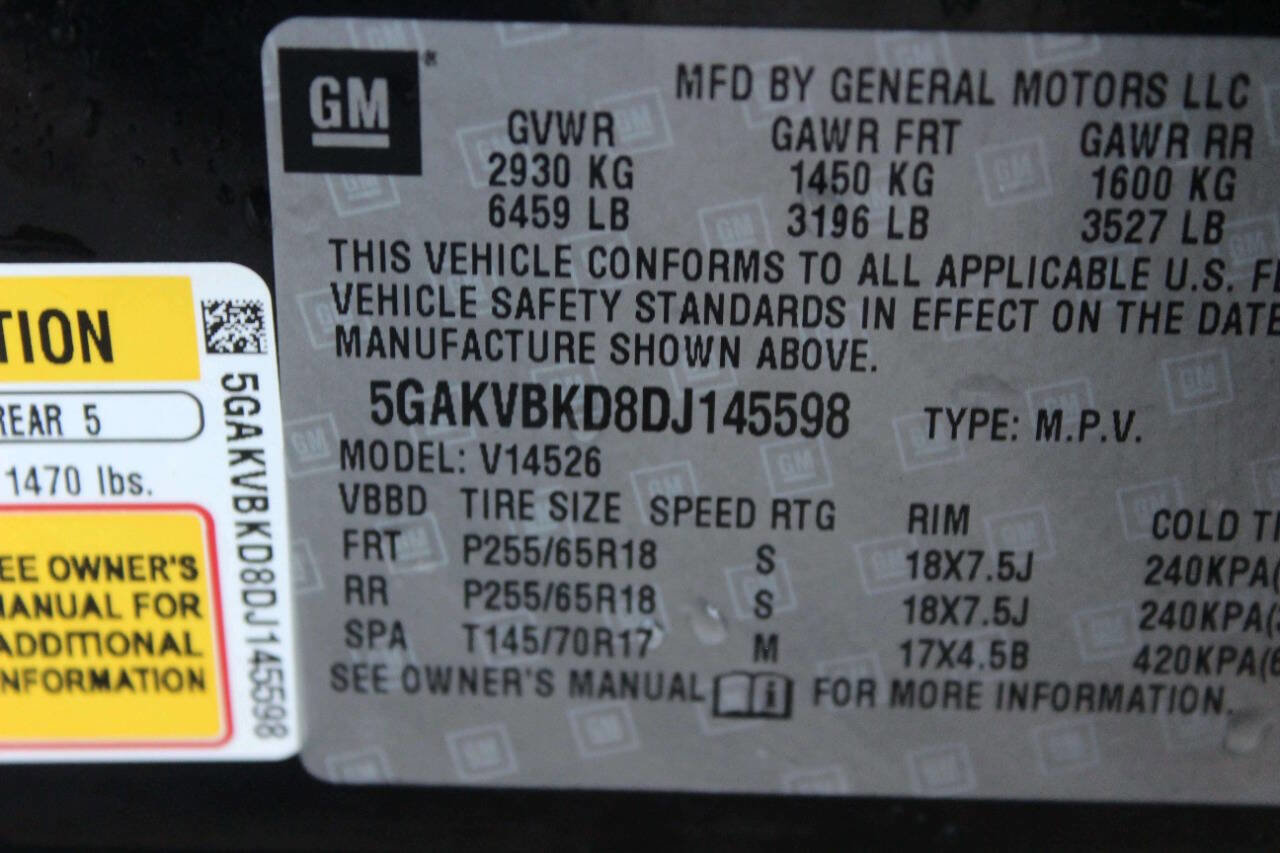 GM
MFD BY GENERAL MOTORS LLC
GVWR GAWR FRT GAWR RR
2930 KG 1450 KG 1600 KG
6459 LB 3196 LB 3527 LB
THIS VEHICLE CONFORMS TO ALL APPLICABLE U.S. F
VEHICLE SAFETY STANDARDS IN EFFECT ON THE DATE
MANUFACTURE SHOWN ABOVE.
5GAKVBKD8DJ145598 TYPE: M.P.V.
MODEL: V14526
VBBD TIRE SIZE SPEED RTG RIM COLD TI
FRT P255/65R18 S 18X7.5J 240KPA(
RR P255/65R18 S 18X7.5J 240KPA(
SPA T145/70R17 M 17X4.5B 420KPA(
SEE OWNER'S MANUAL FOR MORE INFORMATION.
TION
REAR 5
1470 lbs.
EE OWNER'S
MANUAL FOR
ADDITIONAL
NFORMATION
5GAKVBKD8DJ145598